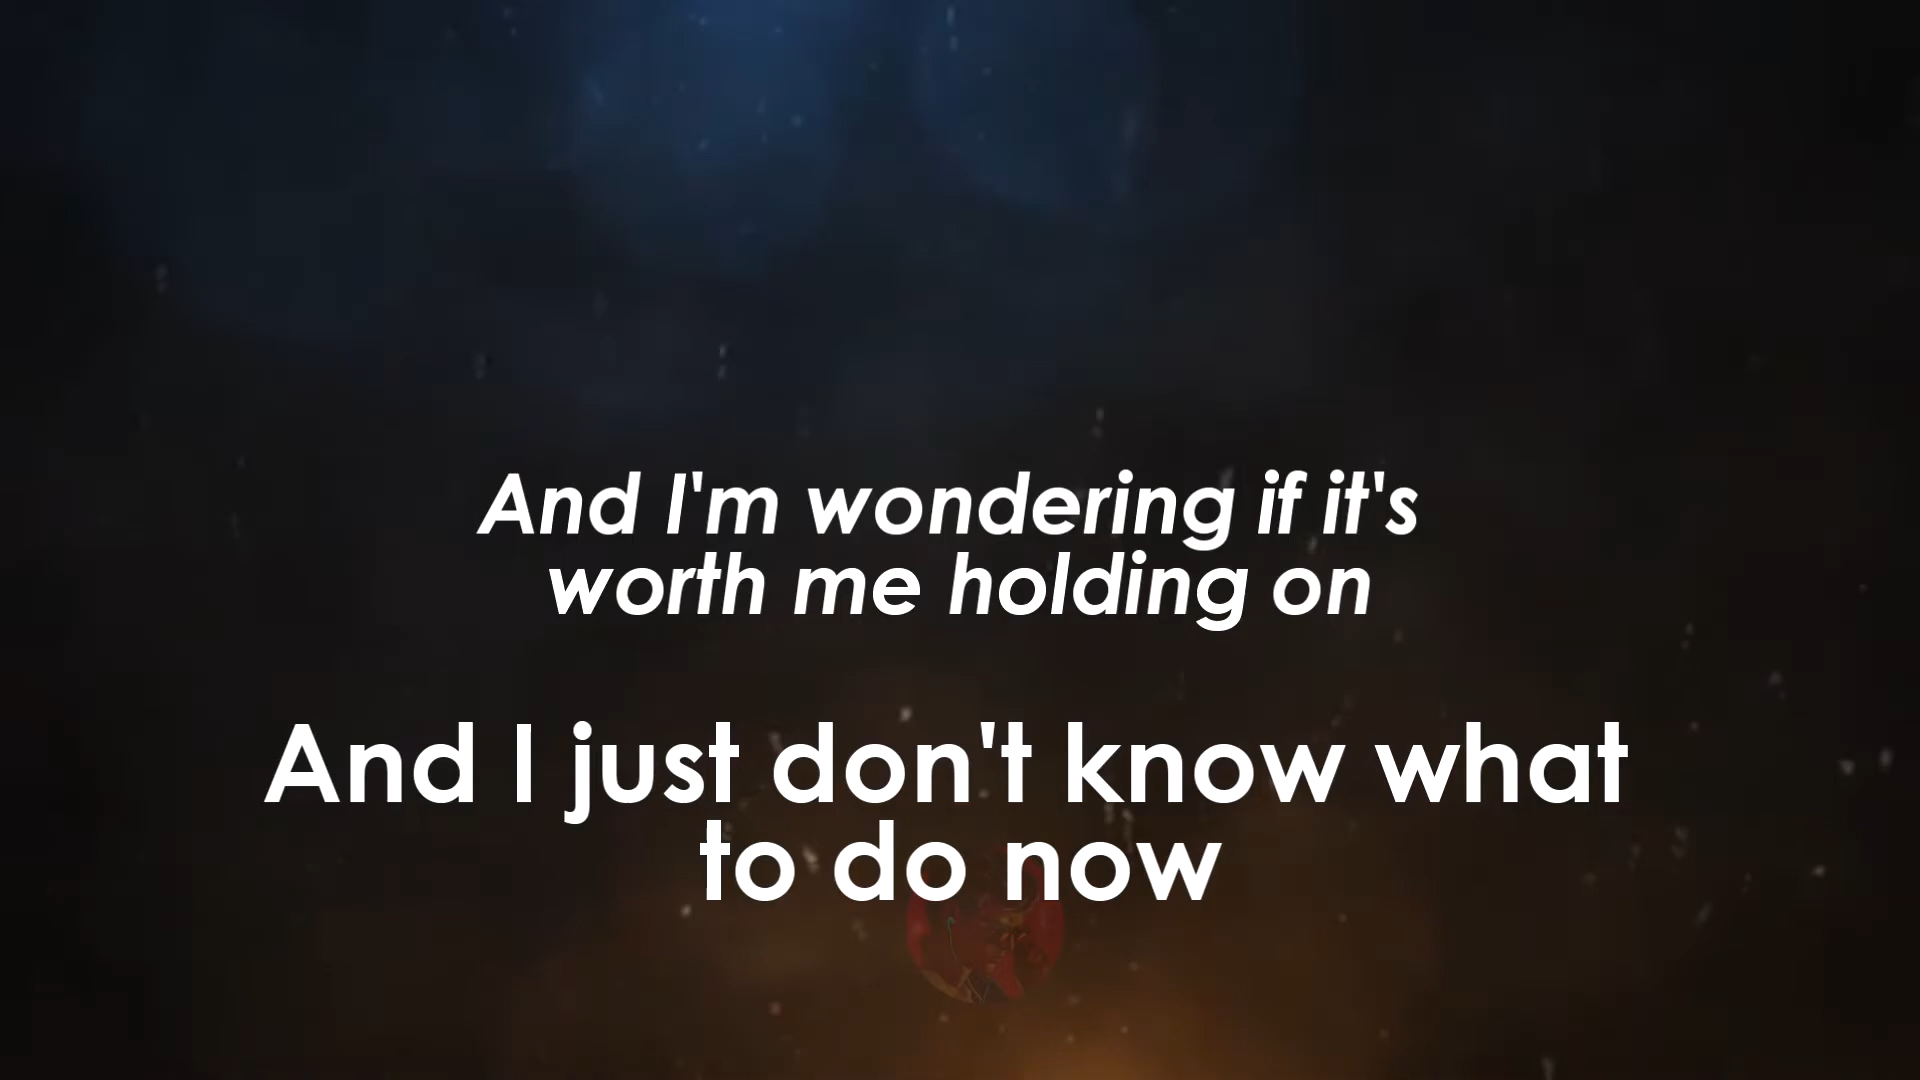 And I'm wondering if it's
worth me holding on
And I just don't know what
to do now